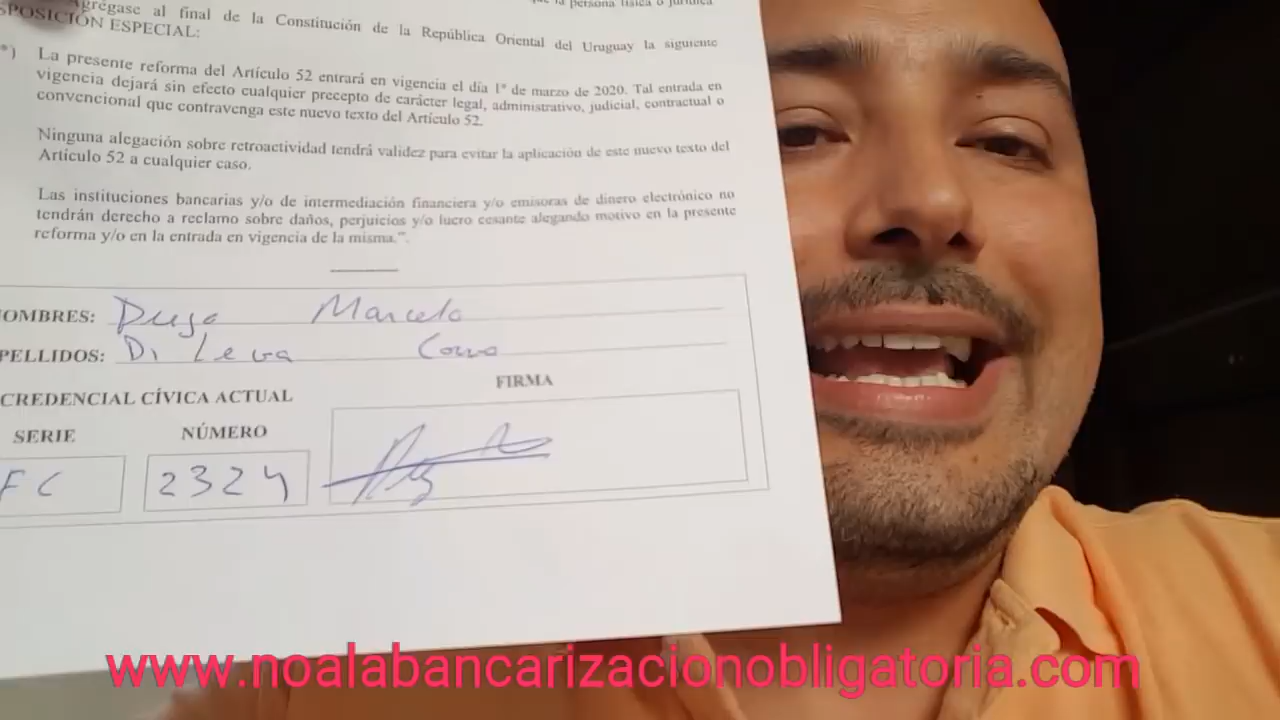 la persona física o jurídica
Agrégase al final de la Constitución de la República Oriental del Uruguay la siguiente
SPOSICIÓN ESPECIAL:
*) La presente reforma del Artículo 52 entrará en vigencia el día 1º de marzo de 2020. Tal entrada en
vigencia dejará sin efecto cualquier precepto de carácter legal, administrativo, judicial, contractual o
convencional que contravenga este nuevo texto del Artículo 52.
Ninguna alegación sobre retroactividad tendrá validez para evitar la aplicación de este nuevo texto del
Artículo 52 a cualquier caso.
Las instituciones bancarias y/o de intermediación financiera y/o emisoras de dinero electrónico no
tendrán derecho a reclamo sobre daños, perjuicios y/o lucro cesante alegando motivo en la presente
reforma y/o en la entrada en vigencia de la misma.".
OMBRES: Marcelo
PELLIDOS: Di Leva
CREDENCIAL CÍVICA ACTUAL
FIRMA
SERIE NÚMERO
FC 2324
www.noalabancarizacionobligatoria.com